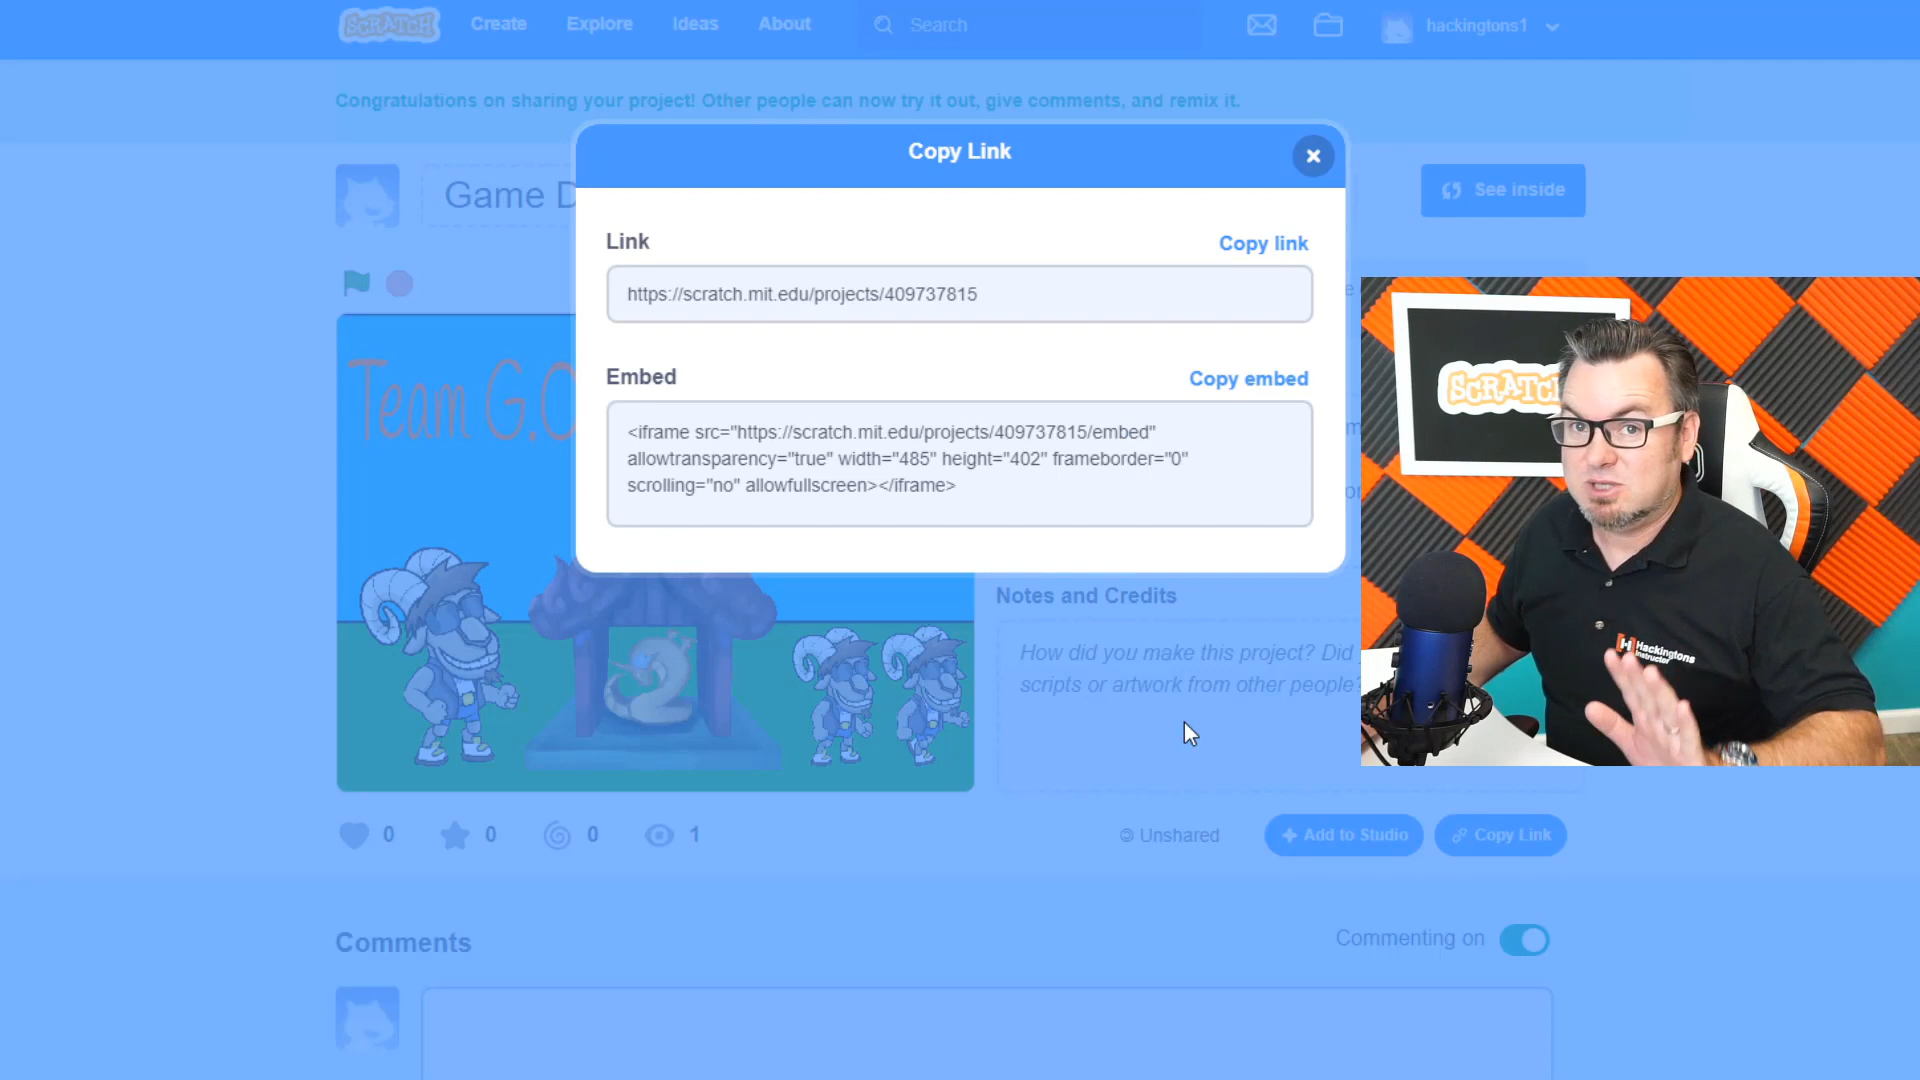 SCRATCH Create Explore Ideas About Search hackingtons1
Congratulations on sharing your project! Other people can now try it out, give comments, and remix it.
Copy Link
Game D
See inside
Link Copy link
https://scratch.mit.edu/projects/409737815
Embed Copy embed
<iframe src="https://scratch.mit.edu/projects/409737815/embed"
allowtransparency="true" width="485" height="402" frameborder="0"
scrolling="no" allowfullscreen></iframe>
Team G.O
SCRATC
Notes and Credits
How did you make this project? Did
scripts or artwork from other people?
Hackingtons
Instructor
0 0 0 1 Unshared Add to Studio Copy Link
Comments Commenting on